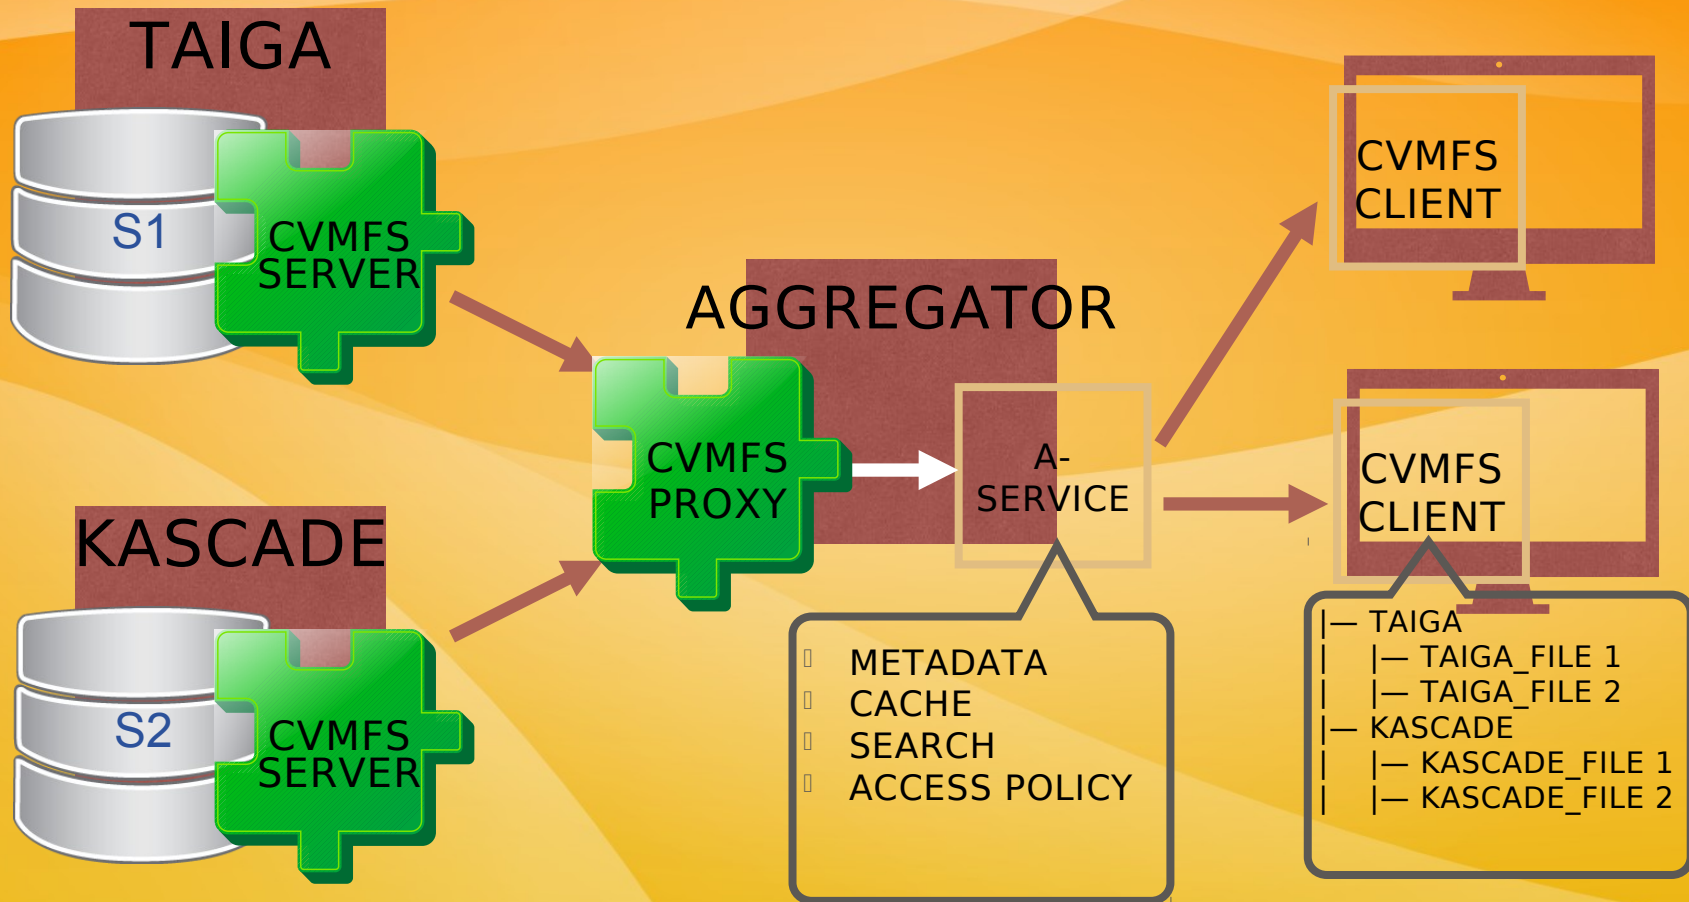 TAIGA
S1
CVMFS
SERVER
KASCADE
S2
CVMFS
SERVER
AGGREGATOR
CVMFS
PROXY
A-
SERVICE
METADATA
CACHE
SEARCH
ACCESS POLICY
CVMFS
CLIENT
CVMFS
CLIENT
|— TAIGA
|    |— TAIGA_FILE 1
|    |— TAIGA_FILE 2
|— KASCADE
|    |— KASCADE_FILE 1
|    |— KASCADE_FILE 2